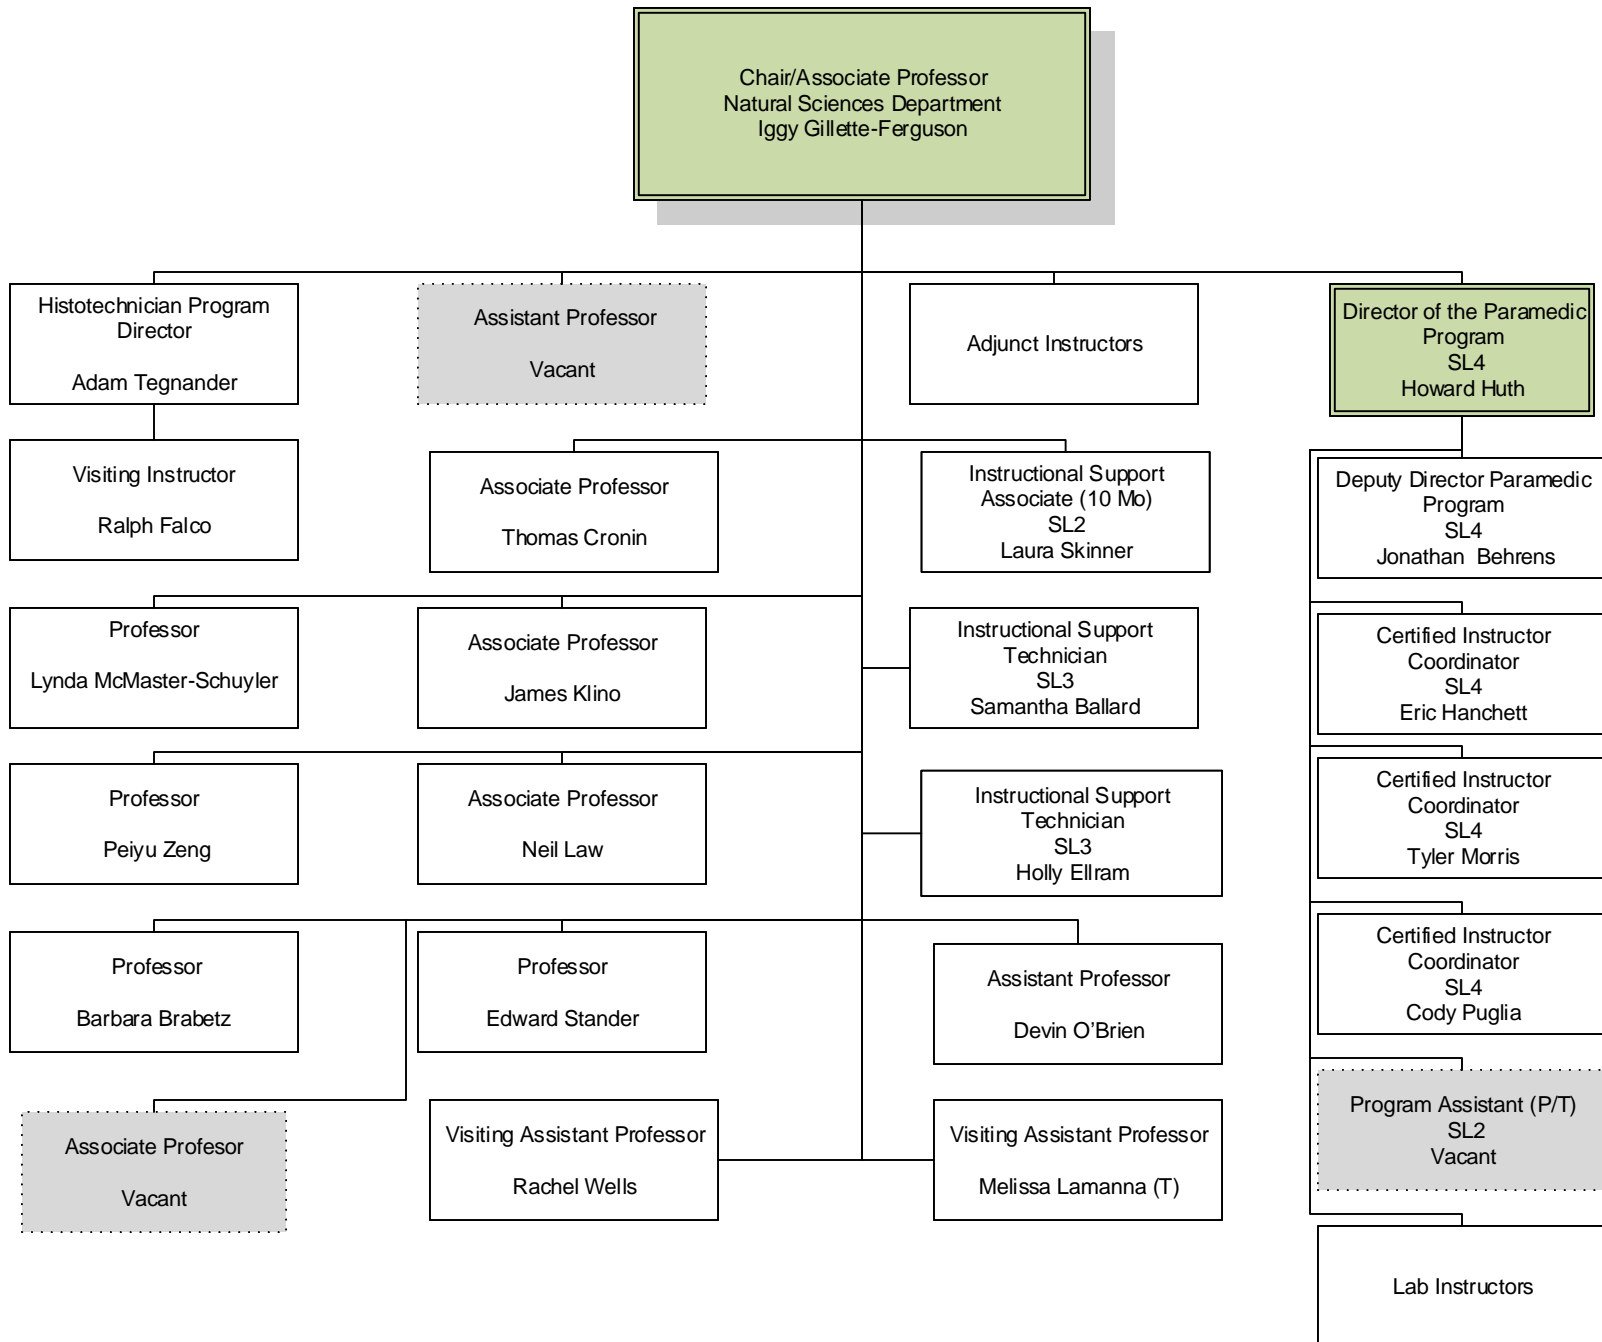 Chair/Associate Professor
Natural Sciences Department
Iggy Gillette-Ferguson
Histotechnician Program
Director
Adam Tegnander
Assistant Professor
Vacant
Adjunct Instructors
Director of the Paramedic
Program
SL4
Howard Huth
Visiting Instructor
Ralph Falco
Associate Professor
Thomas Cronin
Instructional Support
Associate (10 Mo)
SL2
Laura Skinner
Deputy Director Paramedic
Program
SL4
Jonathan Behrens
Professor
Lynda McMaster-Schuyler
Associate Professor
James Klino
Instructional Support
Technician
SL3
Samantha Ballard
Certified Instructor
Coordinator
SL4
Eric Hanchett
Professor
Peiyu Zeng
Associate Professor
Neil Law
Instructional Support
Technician
SL3
Holly Ellram
Certified Instructor
Coordinator
SL4
Tyler Morris
Professor
Barbara Brabetz
Professor
Edward Stander
Assistant Professor
Devin O’Brien
Certified Instructor
Coordinator
SL4
Cody Puglia
Associate Profesor
Vacant
Visiting Assistant Professor
Rachel Wells
Visiting Assistant Professor
Melissa Lamanna (T)
Program Assistant (P/T)
SL2
Vacant
Lab Instructors